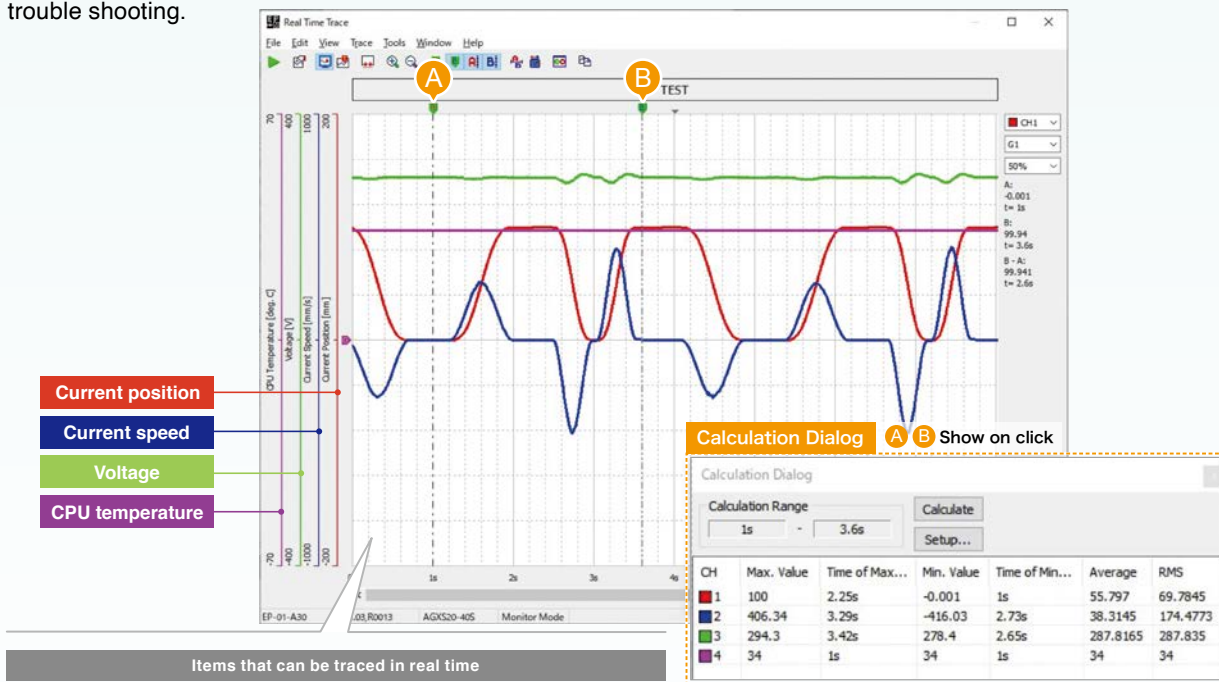 trouble shooting.
Real Time Trace
File Edit View Trace Tools Window Help
A B
TEST
70 400 1000 200
CH1
G1
50%
A:
-0.001
t= 1s
B:
99.94
t= 3.6s
B - A:
99.941
t= 2.6s
CPU Temperature [deg. C]
Voltage [V]
Current Speed [mm/s]
Current Position [mm]
Current position
Current speed
Voltage
CPU temperature
-70 -400 -1000 -200
1s 2s 3s 4s
EP-01-A30 .03,R0013 AGXS20-40S Monitor Mode
Items that can be traced in real time
Calculation Dialog A B Show on click
Calculation Dialog
Calculation Range
1s - 3.6s
Calculate
Setup...
CH Max. Value Time of Max... Min. Value Time of Min... Average RMS
1 100 2.25s -0.001 1s 55.797 69.7845
2 406.34 3.29s -416.03 2.73s 38.3145 174.4773
3 294.3 3.42s 278.4 2.65s 287.8165 287.835
4 34 1s 34 1s 34 34